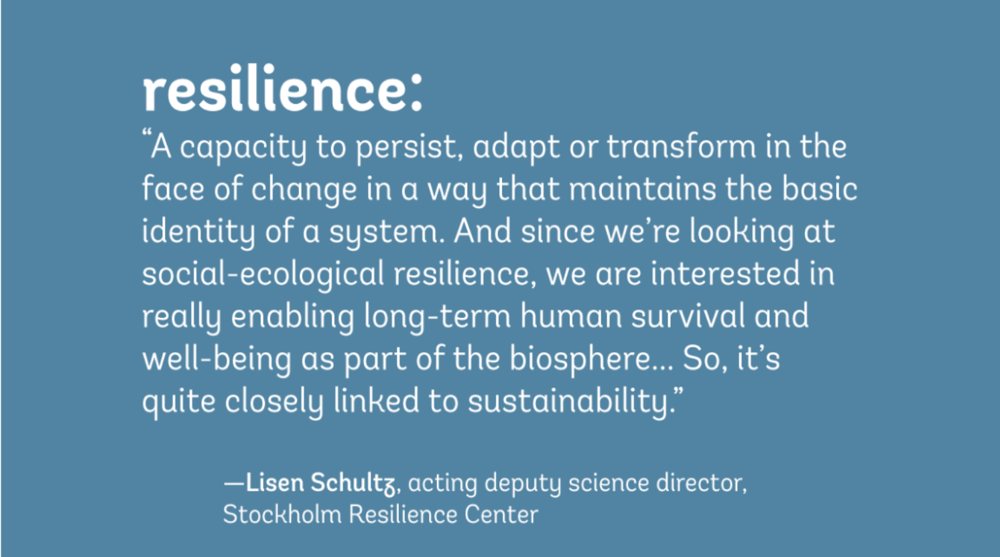 resilience:
“A capacity to persist, adapt or transform in the
face of change in a way that maintains the basic
identity of a system. And since we’re looking at
social-ecological resilience, we are interested in
really enabling long-term human survival and
well-being as part of the biosphere... So, it’s
quite closely linked to sustainability.”
—Lisen Schultz, acting deputy science director,
Stockholm Resilience Center